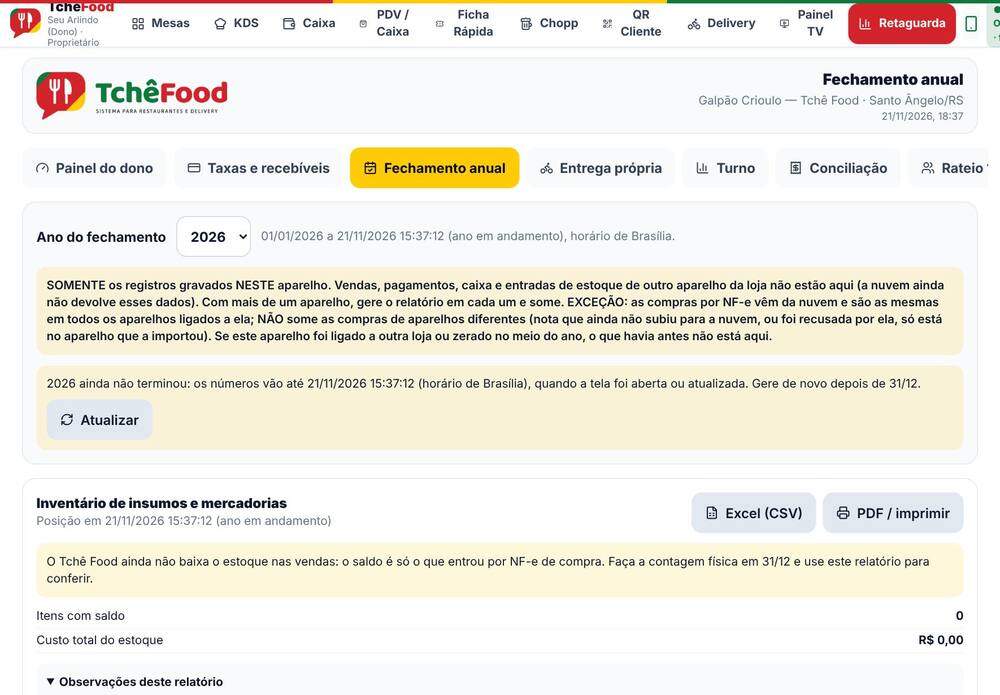 TchêFood
Seu Arlindo
(Dono) ·
Proprietário
Mesas
KDS
Caixa
PDV /
Caixa
Ficha
Rápida
Chopp
QR
Cliente
Delivery
Painel
TV
Retaguarda
TchêFood
SISTEMA PARA RESTAURANTES E DELIVERY
Fechamento anual
Galpão Crioulo — Tchê Food · Santo Ângelo/RS
21/11/2026, 18:37
Painel do dono
Taxas e recebíveis
Fechamento anual
Entrega própria
Turno
Conciliação
Rateio
Ano do fechamento
2026
01/01/2026 a 21/11/2026 15:37:12 (ano em andamento), horário de Brasília.
SOMENTE os registros gravados NESTE aparelho. Vendas, pagamentos, caixa e entradas de estoque de outro aparelho da loja não estão aqui (a nuvem ainda
não devolve esses dados). Com mais de um aparelho, gere o relatório em cada um e some. EXCEÇÃO: as compras por NF-e vêm da nuvem e são as mesmas
em todos os aparelhos ligados a ela; NÃO some as compras de aparelhos diferentes (nota que ainda não subiu para a nuvem, ou foi recusada por ela, só está
no aparelho que a importou). Se este aparelho foi ligado a outra loja ou zerado no meio do ano, o que havia antes não está aqui.
2026 ainda não terminou: os números vão até 21/11/2026 15:37:12 (horário de Brasília), quando a tela foi aberta ou atualizada. Gere de novo depois de 31/12.
Atualizar
Inventário de insumos e mercadorias
Posição em 21/11/2026 15:37:12 (ano em andamento)
Excel (CSV)
PDF / imprimir
O Tchê Food ainda não baixa o estoque nas vendas: o saldo é só o que entrou por NF-e de compra. Faça a contagem física em 31/12 e use este relatório para
conferir.
Itens com saldo
0
Custo total do estoque
R$ 0,00
▼ Observações deste relatório